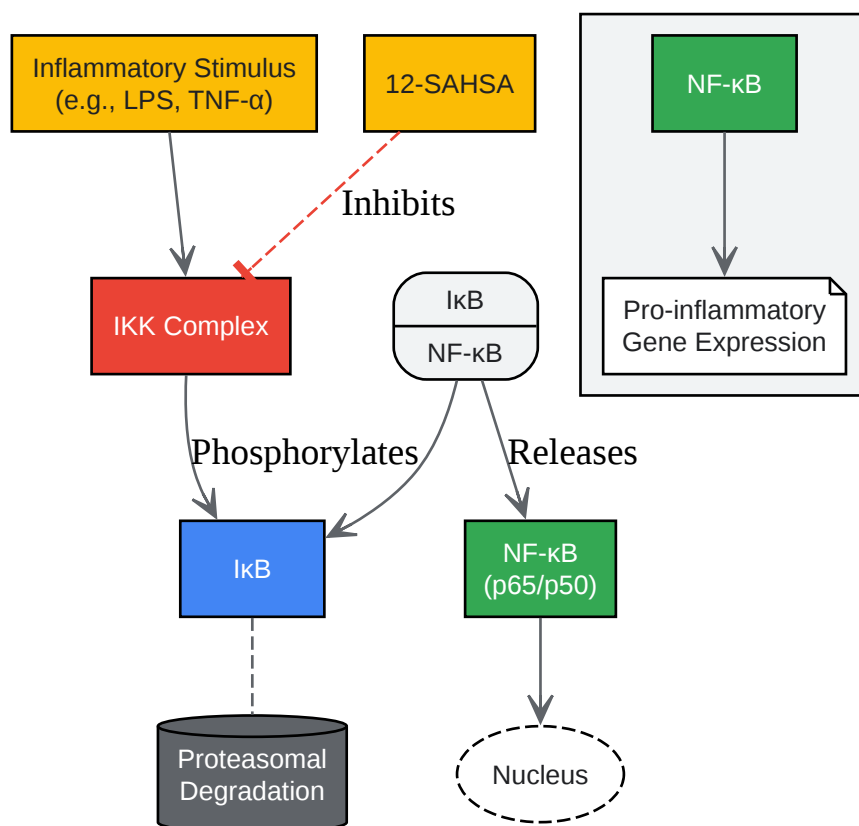 Inflammatory Stimulus
(e.g., LPS, TNF-α)
12-SAHSA
NF-κB
Inhibits
IKK Complex
IκB
NF-κB
Pro-inflammatory
Gene Expression
Phosphorylates
Releases
IκB
NF-κB
(p65/p50)
Proteasomal
Degradation
Nucleus